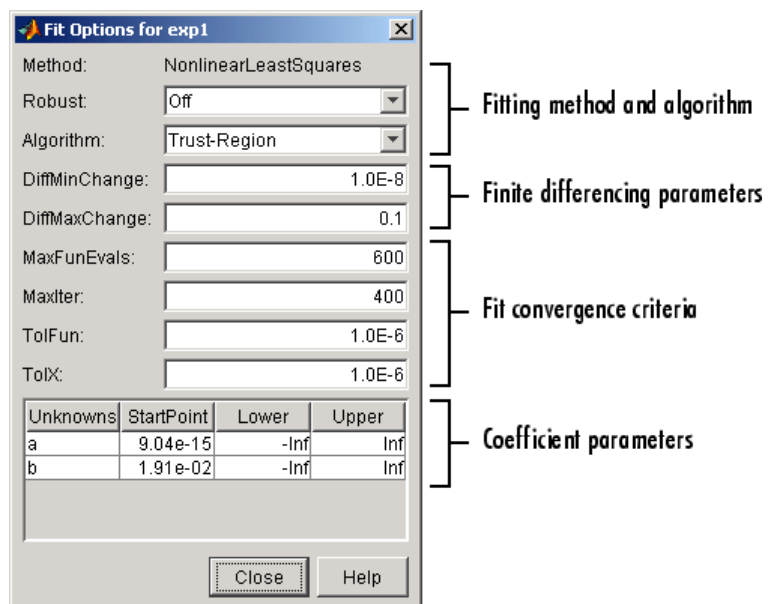 Fit Options for exp1
Method: NonlinearLeastSquares
Robust: Off
Algorithm: Trust-Region
Fitting method and algorithm
DiffMinChange: 1.0E-8
DiffMaxChange: 0.1
Finite differencing parameters
MaxFunEvals: 600
MaxIter: 400
TolFun: 1.0E-6
TolX: 1.0E-6
Fit convergence criteria
Unknowns StartPoint Lower Upper
a 9.04e-15 -Inf Inf
b 1.91e-02 -Inf Inf
Coefficient parameters
Close Help